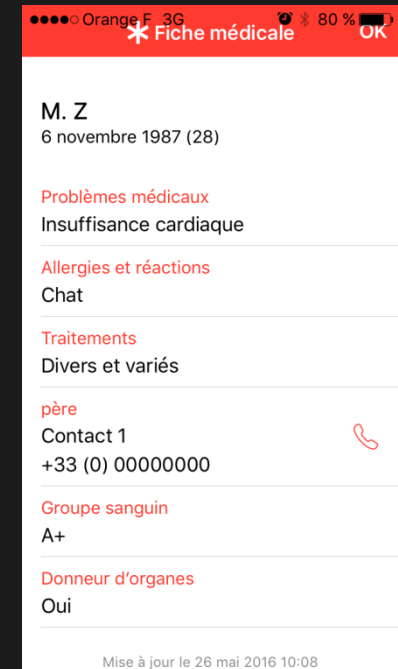 Orange F 3G 80 %
Fiche médicale OK
M. Z
6 novembre 1987 (28)
Problèmes médicaux
Insuffisance cardiaque
Allergies et réactions
Chat
Traitements
Divers et variés
père
Contact 1
+33 (0) 00000000
Groupe sanguin
A+
Donneur d’organes
Oui
Mise à jour le 26 mai 2016 10:08